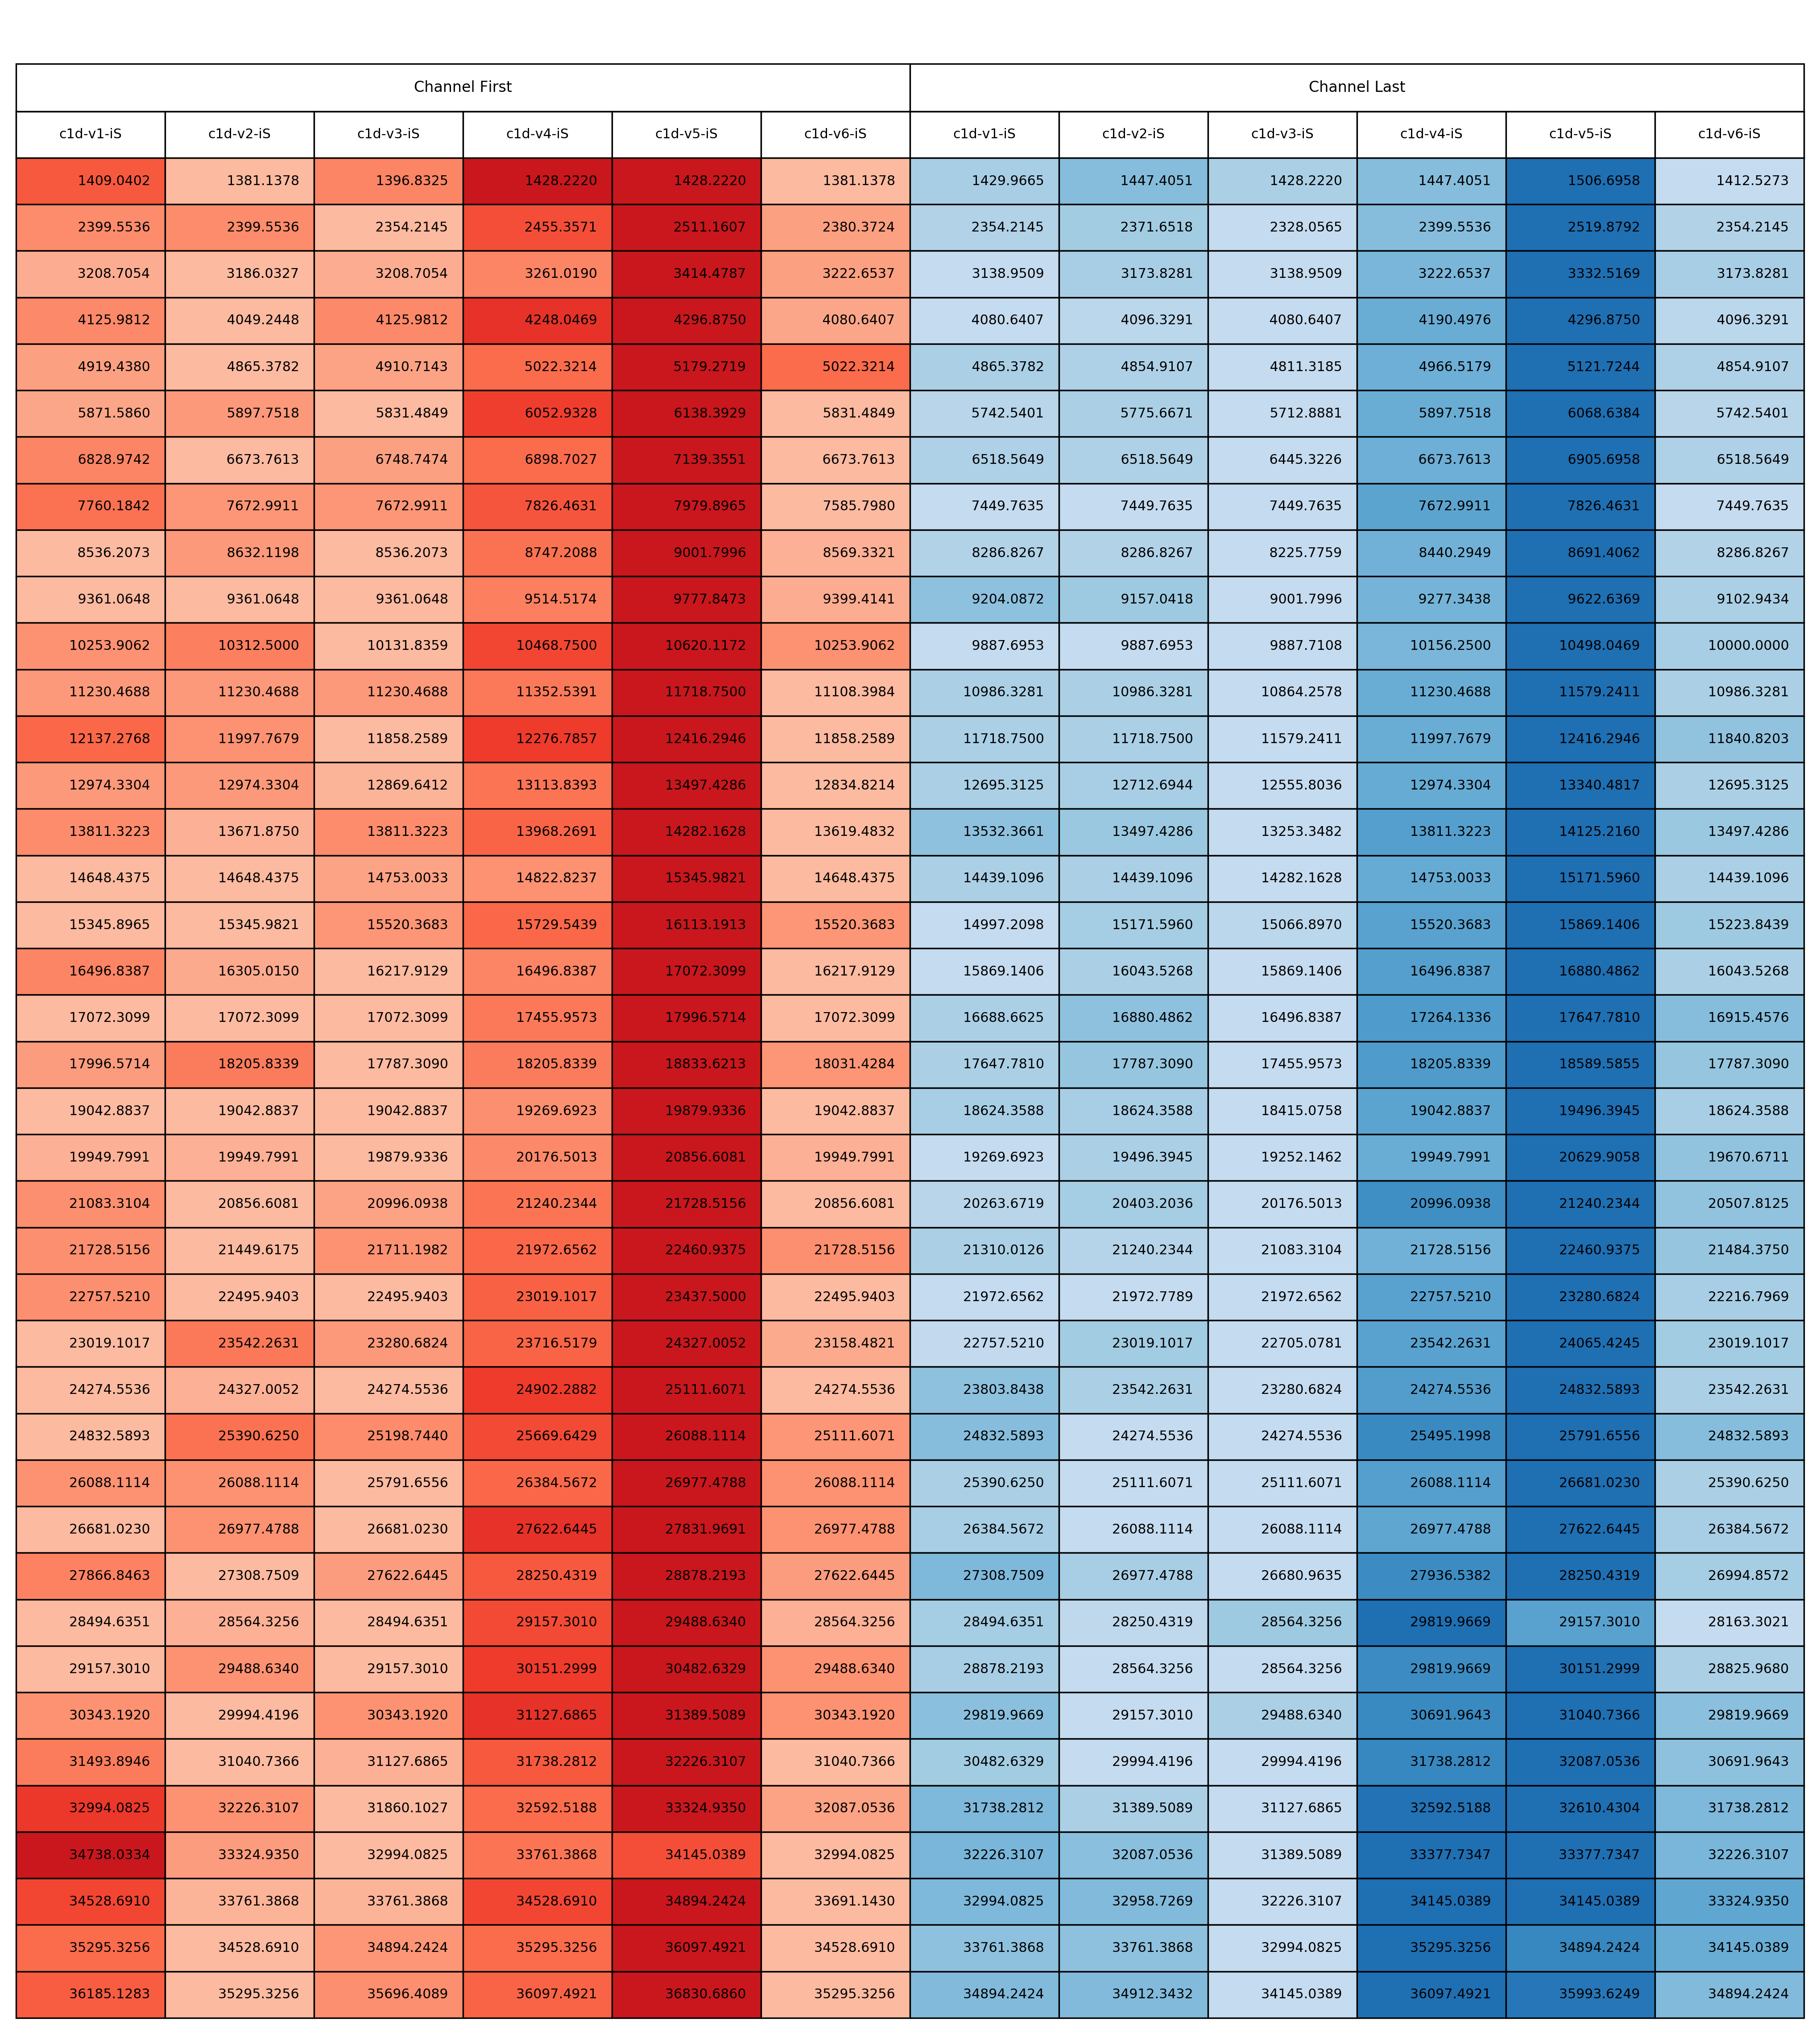 Channel First Channel Last
c1d-v1-iS c1d-v2-iS c1d-v3-iS c1d-v4-iS c1d-v5-iS c1d-v6-iS c1d-v1-iS c1d-v2-iS c1d-v3-iS c1d-v4-iS c1d-v5-iS c1d-v6-iS
1409.0402 1381.1378 1396.8325 1428.2220 1428.2220 1381.1378 1429.9665 1447.4051 1428.2220 1447.4051 1506.6958 1412.5273
2399.5536 2399.5536 2354.2145 2455.3571 2511.1607 2380.3724 2354.2145 2371.6518 2328.0565 2399.5536 2519.8792 2354.2145
3208.7054 3186.0327 3208.7054 3261.0190 3414.4787 3222.6537 3138.9509 3173.8281 3138.9509 3222.6537 3332.5169 3173.8281
4125.9812 4049.2448 4125.9812 4248.0469 4296.8750 4080.6407 4080.6407 4096.3291 4080.6407 4190.4976 4296.8750 4096.3291
4919.4380 4865.3782 4910.7143 5022.3214 5179.2719 5022.3214 4865.3782 4854.9107 4811.3185 4966.5179 5121.7244 4854.9107
5871.5860 5897.7518 5831.4849 6052.9328 6138.3929 5831.4849 5742.5401 5775.6671 5712.8881 5897.7518 6068.6384 5742.5401
6828.9742 6673.7613 6748.7474 6898.7027 7139.3551 6673.7613 6518.5649 6518.5649 6445.3226 6673.7613 6905.6958 6518.5649
7760.1842 7672.9911 7672.9911 7826.4631 7979.8965 7585.7980 7449.7635 7449.7635 7449.7635 7672.9911 7826.4631 7449.7635
8536.2073 8632.1198 8536.2073 8747.2088 9001.7996 8569.3321 8286.8267 8286.8267 8225.7759 8440.2949 8691.4062 8286.8267
9361.0648 9361.0648 9361.0648 9514.5174 9777.8473 9399.4141 9204.0872 9157.0418 9001.7996 9277.3438 9622.6369 9102.9434
10253.9062 10312.5000 10131.8359 10468.7500 10620.1172 10253.9062 9887.6953 9887.6953 9887.7108 10156.2500 10498.0469 10000.0000
11230.4688 11230.4688 11230.4688 11352.5391 11718.7500 11108.3984 10986.3281 10986.3281 10864.2578 11230.4688 11579.2411 10986.3281
12137.2768 11997.7679 11858.2589 12276.7857 12416.2946 11858.2589 11718.7500 11718.7500 11579.2411 11997.7679 12416.2946 11840.8203
12974.3304 12974.3304 12869.6412 13113.8393 13497.4286 12834.8214 12695.3125 12712.6944 12555.8036 12974.3304 13340.4817 12695.3125
13811.3223 13671.8750 13811.3223 13968.2691 14282.1628 13619.4832 13532.3661 13497.4286 13253.3482 13811.3223 14125.2160 13497.4286
14648.4375 14648.4375 14753.0033 14822.8237 15345.9821 14648.4375 14439.1096 14439.1096 14282.1628 14753.0033 15171.5960 14439.1096
15345.8965 15345.9821 15520.3683 15729.5439 16113.1913 15520.3683 14997.2098 15171.5960 15066.8970 15520.3683 15869.1406 15223.8439
16496.8387 16305.0150 16217.9129 16496.8387 17072.3099 16217.9129 15869.1406 16043.5268 15869.1406 16496.8387 16880.4862 16043.5268
17072.3099 17072.3099 17072.3099 17455.9573 17996.5714 17072.3099 16688.6625 16880.4862 16496.8387 17264.1336 17647.7810 16915.4576
17996.5714 18205.8339 17787.3090 18205.8339 18833.6213 18031.4284 17647.7810 17787.3090 17455.9573 18205.8339 18589.5855 17787.3090
19042.8837 19042.8837 19042.8837 19269.6923 19879.9336 19042.8837 18624.3588 18624.3588 18415.0758 19042.8837 19496.3945 18624.3588
19949.7991 19949.7991 19879.9336 20176.5013 20856.6081 19949.7991 19269.6923 19496.3945 19252.1462 19949.7991 20629.9058 19670.6711
21083.3104 20856.6081 20996.0938 21240.2344 21728.5156 20856.6081 20263.6719 20403.2036 20176.5013 20996.0938 21240.2344 20507.8125
21728.5156 21449.6175 21711.1982 21972.6562 22460.9375 21728.5156 21310.0126 21240.2344 21083.3104 21728.5156 22460.9375 21484.3750
22757.5210 22495.9403 22495.9403 23019.1017 23437.5000 22495.9403 21972.6562 21972.7789 21972.6562 22757.5210 23280.6824 22216.7969
23019.1017 23542.2631 23280.6824 23716.5179 24327.0052 23158.4821 22757.5210 23019.1017 22705.0781 23542.2631 24065.4245 23019.1017
24274.5536 24327.0052 24274.5536 24902.2882 25111.6071 24274.5536 23803.8438 23542.2631 23280.6824 24274.5536 24832.5893 23542.2631
24832.5893 25390.6250 25198.7440 25669.6429 26088.1114 25111.6071 24832.5893 24274.5536 24274.5536 25495.1998 25791.6556 24832.5893
26088.1114 26088.1114 25791.6556 26384.5672 26977.4788 26088.1114 25390.6250 25111.6071 25111.6071 26088.1114 26681.0230 25390.6250
26681.0230 26977.4788 26681.0230 27622.6445 27831.9691 26977.4788 26384.5672 26088.1114 26088.1114 26977.4788 27622.6445 26384.5672
27866.8463 27308.7509 27622.6445 28250.4319 28878.2193 27622.6445 27308.7509 26977.4788 26680.9635 27936.5382 28250.4319 26994.8572
28494.6351 28564.3256 28494.6351 29157.3010 29488.6340 28564.3256 28494.6351 28250.4319 28564.3256 29819.9669 29157.3010 28163.3021
29157.3010 29488.6340 29157.3010 30151.2999 30482.6329 29488.6340 28878.2193 28564.3256 28564.3256 29819.9669 30151.2999 28825.9680
30343.1920 29994.4196 30343.1920 31127.6865 31389.5089 30343.1920 29819.9669 29157.3010 29488.6340 30691.9643 31040.7366 29819.9669
31493.8946 31040.7366 31127.6865 31738.2812 32226.3107 31040.7366 30482.6329 29994.4196 29994.4196 31738.2812 32087.0536 30691.9643
32994.0825 32226.3107 31860.1027 32592.5188 33324.9350 32087.0536 31738.2812 31389.5089 31127.6865 32592.5188 32610.4304 31738.2812
34738.0334 33324.9350 32994.0825 33761.3868 34145.0389 32994.0825 32226.3107 32087.0536 31389.5089 33377.7347 33377.7347 32226.3107
34528.6910 33761.3868 33761.3868 34528.6910 34894.2424 33691.1430 32994.0825 32958.7269 32226.3107 34145.0389 34145.0389 33324.9350
35295.3256 34528.6910 34894.2424 35295.3256 36097.4921 34528.6910 33761.3868 33761.3868 32994.0825 35295.3256 34894.2424 34145.0389
36185.1283 35295.3256 35696.4089 36097.4921 36830.6860 35295.3256 34894.2424 34912.3432 34145.0389 36097.4921 35993.6249 34894.2424